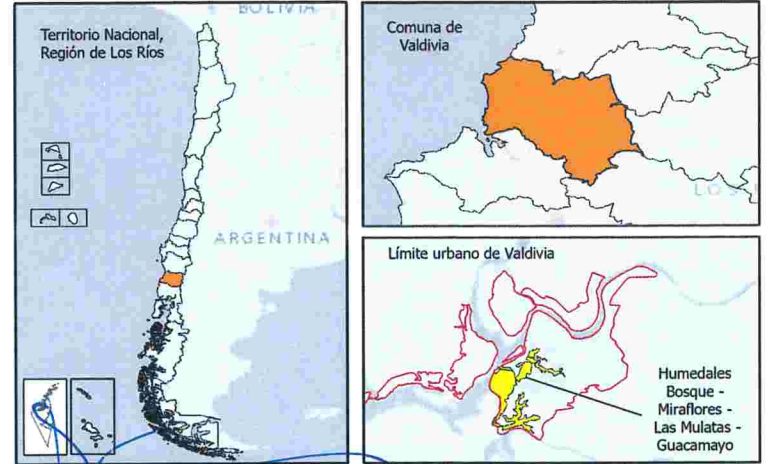 BOLIVIA
Territorio Nacional,
Región de Los Ríos
ARGENTINA
Comuna de
Valdivia
LOS
Límite urbano de Valdivia
Humedales
Bosque -
Miraflores -
Las Mulatas -
Guacamayo